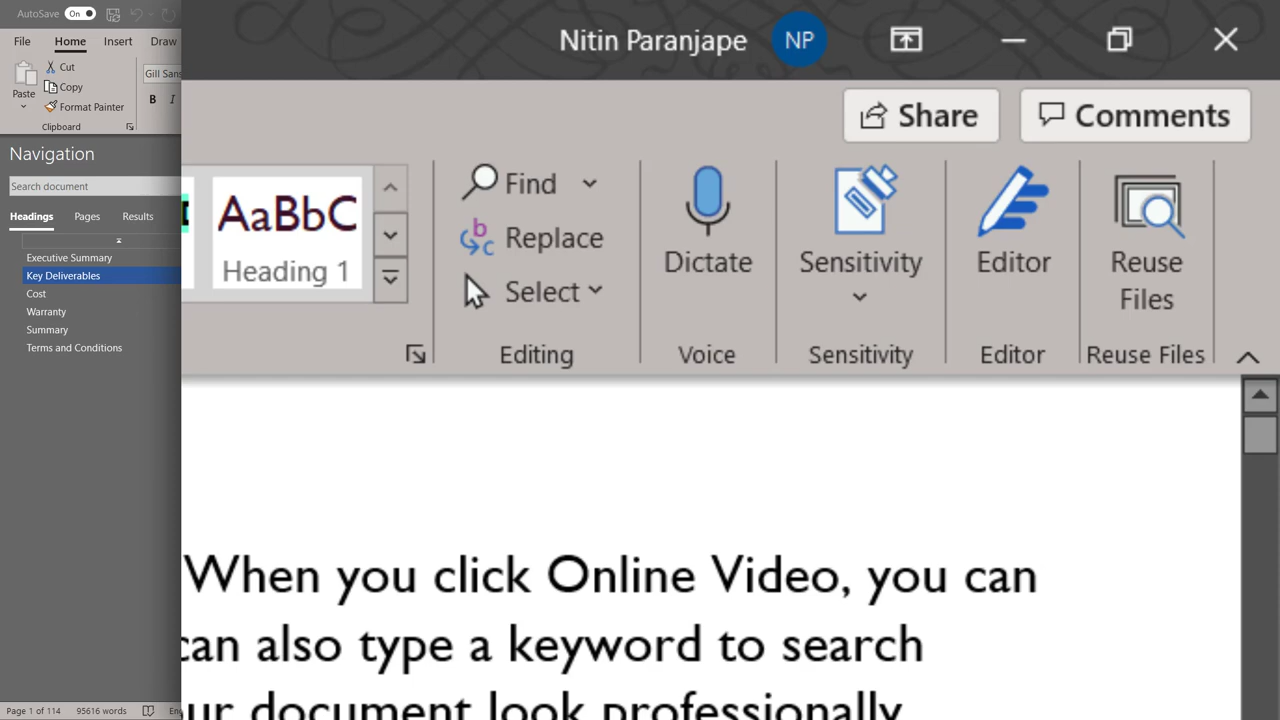 AutoSave On
File Home Insert Draw
Paste
Cut
Copy
Format Painter
Clipboard
Gill Sans
B I
Navigation
Search document
Headings Pages Results
Executive Summary
Key Deliverables
Cost
Warranty
Summary
Terms and Conditions
Page 1 of 114 95616 words
Nitin Paranjape NP
Share Comments
AaBbC
Heading 1
Find
Replace
Select
Editing
Dictate
Voice
Sensitivity
Sensitivity
Editor
Editor
Reuse
Files
Reuse Files
When you click Online Video, you can
can also type a keyword to search
document look professionally